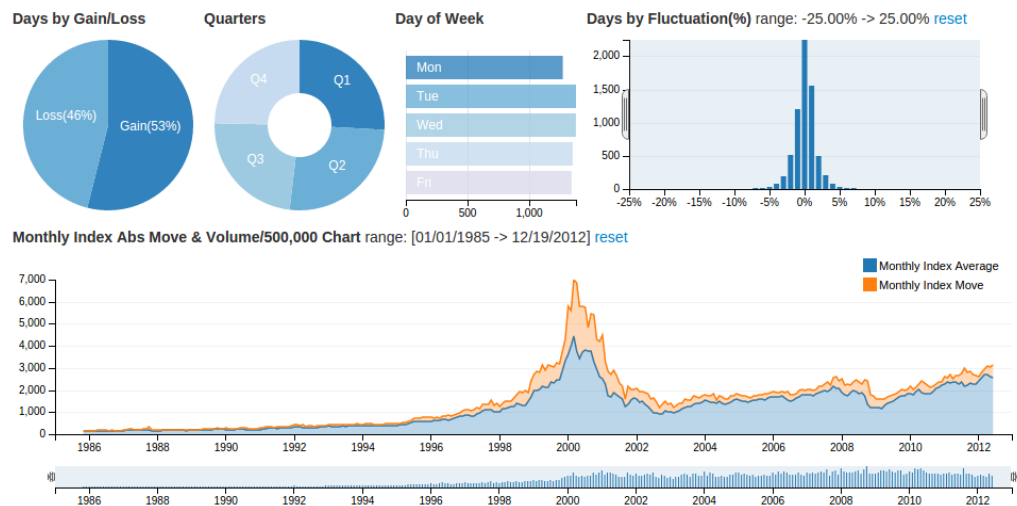 Days by Gain/Loss
Loss(46%)
Gain(53%)
Quarters
Q4
Q1
Q3
Q2
Day of Week
Mon
Tue
Wed
Thu
Fri
0 500 1,000
Days by Fluctuation(%) range: -25.00% -> 25.00% reset
2,000
1,500
1,000
500
0
-25% -20% -15% -10% -5% 0% 5% 10% 15% 20% 25%
Monthly Index Abs Move & Volume/500,000 Chart range: [01/01/1985 -> 12/19/2012] reset
Monthly Index Average
Monthly Index Move
7,000
6,000
5,000
4,000
3,000
2,000
1,000
0
1986 1988 1990 1992 1994 1996 1998 2000 2002 2004 2006 2008 2010 2012
1986 1988 1990 1992 1994 1996 1998 2000 2002 2004 2006 2008 2010 2012